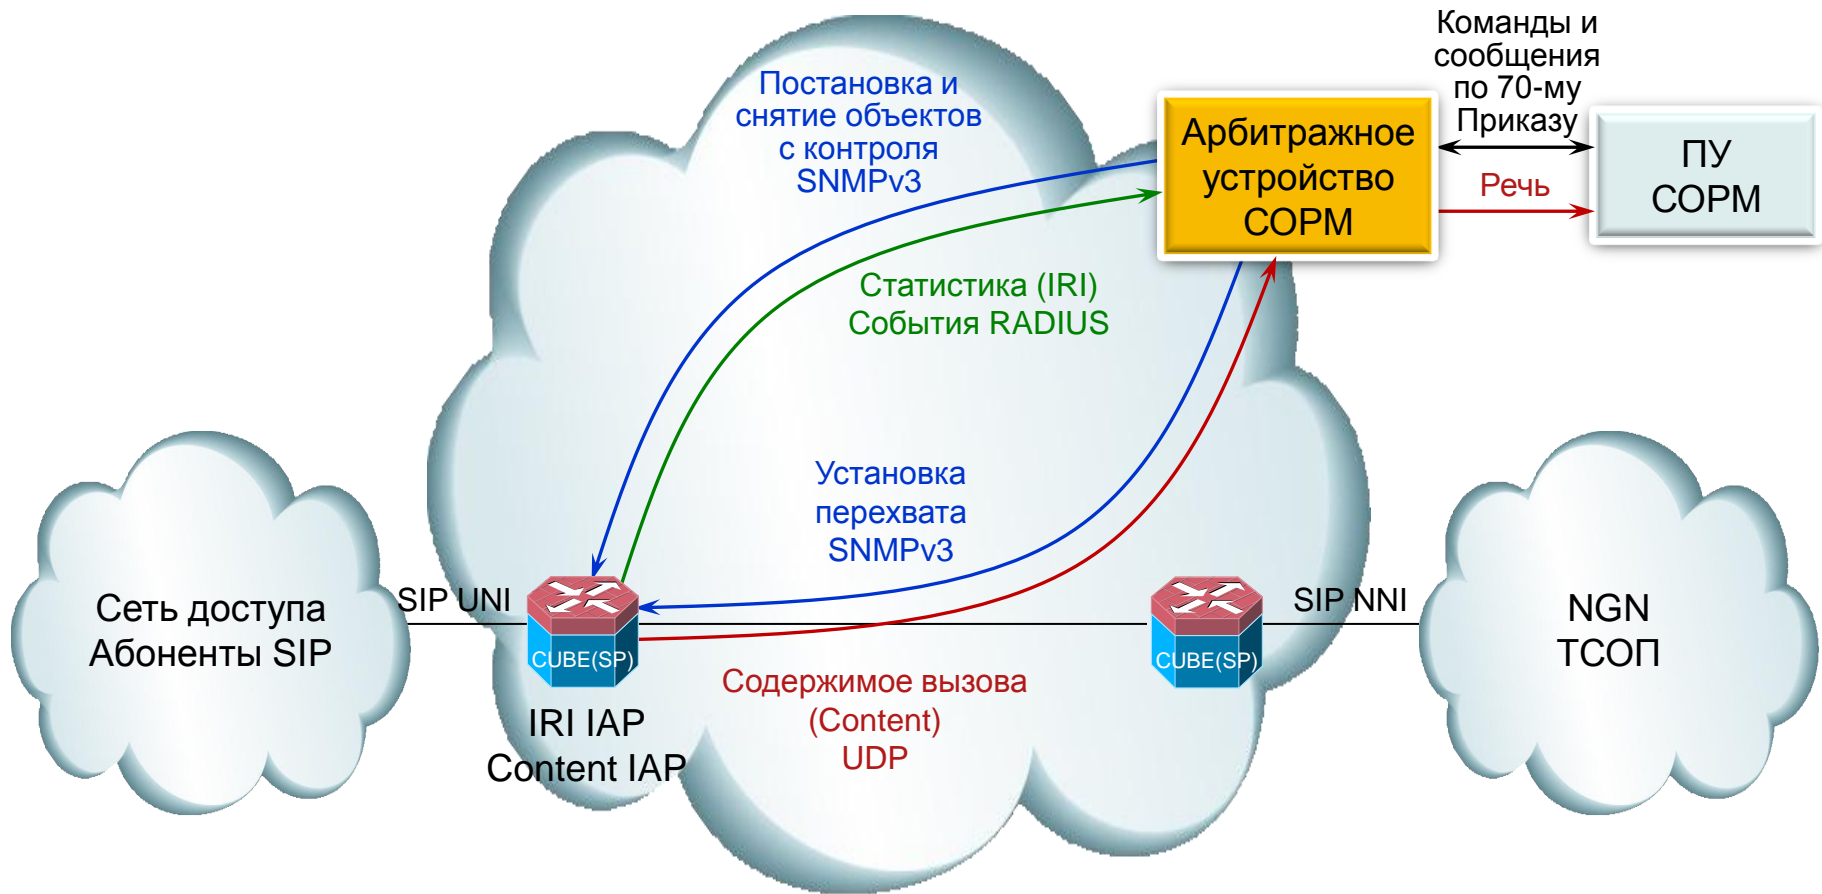 Команды и
сообщения
по 70-му
Приказу
Постановка и
снятие объектов
с контроля
SNMPv3
Арбитражное
устройство
СОРМ
Речь
ПУ
СОРМ
Статистика (IRI)
События RADIUS
Установка
перехвата
SNMPv3
Сеть доступа
Абоненты SIP
SIP UNI
CUBE(SP)
IRI IAP
Content IAP
Содержимое вызова
(Content)
UDP
CUBE(SP)
SIP NNI
NGN
ТСОП